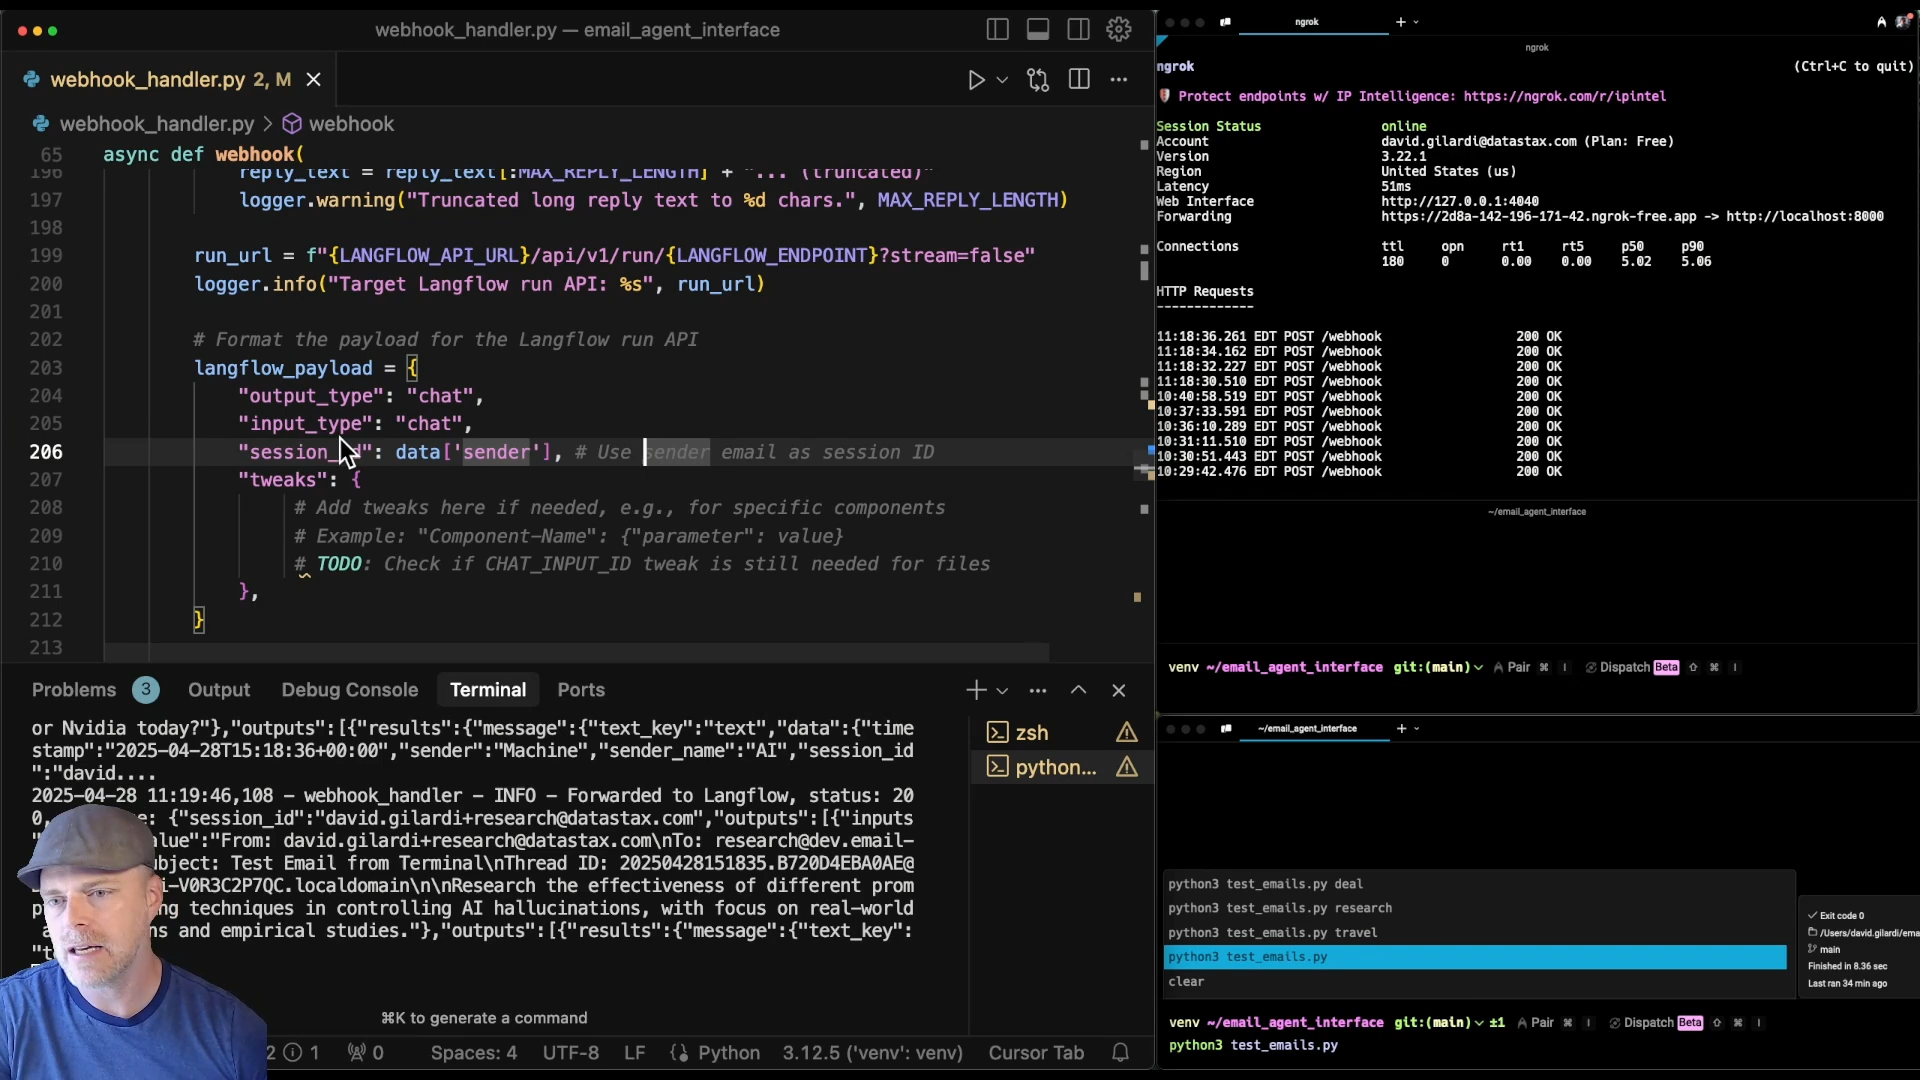 webhook_handler.py — email_agent_interface
webhook_handler.py 2, M
webhook_handler.py > webhook
65 async def webhook(
196 reply_text = reply_text[:MAX_REPLY_LENGTH] + "... (truncated)"
197 logger.warning("Truncated long reply text to %d chars.", MAX_REPLY_LENGTH)
198
199 run_url = f"{LANGFLOW_API_URL}/api/v1/run/{LANGFLOW_ENDPOINT}?stream=false"
200 logger.info("Target Langflow run API: %s", run_url)
201
202 # Format the payload for the Langflow run API
203 langflow_payload = {
204 "output_type": "chat",
205 "input_type": "chat",
206 "session_ d": data['sender'], # Use sender email as session ID
207 "tweaks": {
208 # Add tweaks here if needed, e.g., for specific components
209 # Example: "Component-Name": {"parameter": value}
210 # TODO: Check if CHAT_INPUT_ID tweak is still needed for files
211 },
212 }
213
Problems 3 Output Debug Console Terminal Ports
or Nvidia today?"},"outputs":[{"results":{"message":{"text_key":"text","data":{"time
stamp":"2025-04-28T15:18:36+00:00","sender":"Machine","sender_name":"AI","session_id
":"david....
2025-04-28 11:19:46,108 - webhook_handler - INFO - Forwarded to Langflow, status: 20
0, e: {"session_id":"david.gilardi+research@datastax.com","outputs":[{"inputs
alue":"From: david.gilardi+research@datastax.com\nTo: research@dev.email-
ubject: Test Email from Terminal\nThread ID: 20250428151835.B720D4EBA0AE@
i-V0R3C2P7QC.localdomain\n\nResearch the effectiveness of different prom
p ng techniques in controlling AI hallucinations, with focus on real-world
a ns and empirical studies."},"outputs":[{"results":{"message":{"text_key":
"t
⌘K to generate a command
zsh
python...
2 1 0 Spaces: 4 UTF-8 LF Python 3.12.5 ('venv': venv) Cursor Tab
ngrok
ngrok
ngrok (Ctrl+C to quit)
Protect endpoints w/ IP Intelligence: https://ngrok.com/r/ipintel
Session Status online
Account david.gilardi@datastax.com (Plan: Free)
Version 3.22.1
Region United States (us)
Latency 51ms
Web Interface http://127.0.0.1:4040
Forwarding https://2d8a-142-196-171-42.ngrok-free.app -> http://localhost:8000
Connections ttl opn rt1 rt5 p50 p90
180 0 0.00 0.00 5.02 5.06
HTTP Requests
-------------
11:18:36.261 EDT POST /webhook 200 OK
11:18:34.162 EDT POST /webhook 200 OK
11:18:32.227 EDT POST /webhook 200 OK
11:18:30.510 EDT POST /webhook 200 OK
10:40:58.519 EDT POST /webhook 200 OK
10:37:33.591 EDT POST /webhook 200 OK
10:36:10.289 EDT POST /webhook 200 OK
10:31:11.510 EDT POST /webhook 200 OK
10:30:51.443 EDT POST /webhook 200 OK
10:29:42.476 EDT POST /webhook 200 OK
~/email_agent_interface
venv ~/email_agent_interface git:(main) Pair ⌘ I Dispatch Beta ⇧ ⌘ I
~/email_agent_interface
python3 test_emails.py deal
python3 test_emails.py research
python3 test_emails.py travel
python3 test_emails.py
clear
Exit code 0
/Users/david.gilardi/ema
main
Finished in 8.36 sec
Last ran 34 min ago
venv ~/email_agent_interface git:(main) ±1 Pair ⌘ I Dispatch Beta ⇧ ⌘ I
python3 test_emails.py